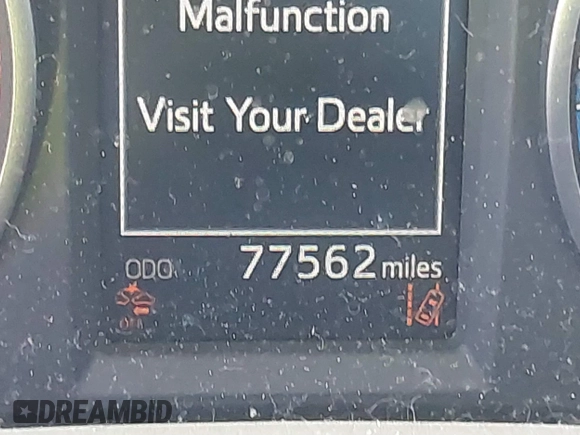 Malfunction
Visit Your Dealer
ODO 77562 miles
OFF
DREAMBID